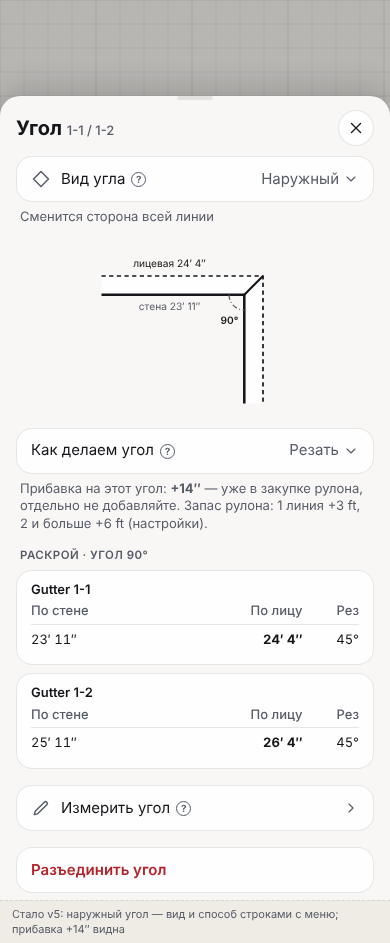 Угол 1-1 / 1-2
Вид угла ? Наружный
Сменится сторона всей линии
лицевая 24′ 4″
стена 23′ 11″
90°
Как делаем угол ? Резать
Прибавка на этот угол: +14″ — уже в закупке рулона,
отдельно не добавляйте. Запас рулона: 1 линия +3 ft,
2 и больше +6 ft (настройки).
РАСКРОЙ · УГОЛ 90°
Gutter 1-1
По стене По лицу Рез
23′ 11″ 24′ 4″ 45°
Gutter 1-2
По стене По лицу Рез
25′ 11″ 26′ 4″ 45°
Измерить угол ?
Разъединить угол
Стало v5: наружный угол — вид и способ строками с меню;
прибавка +14″ видна